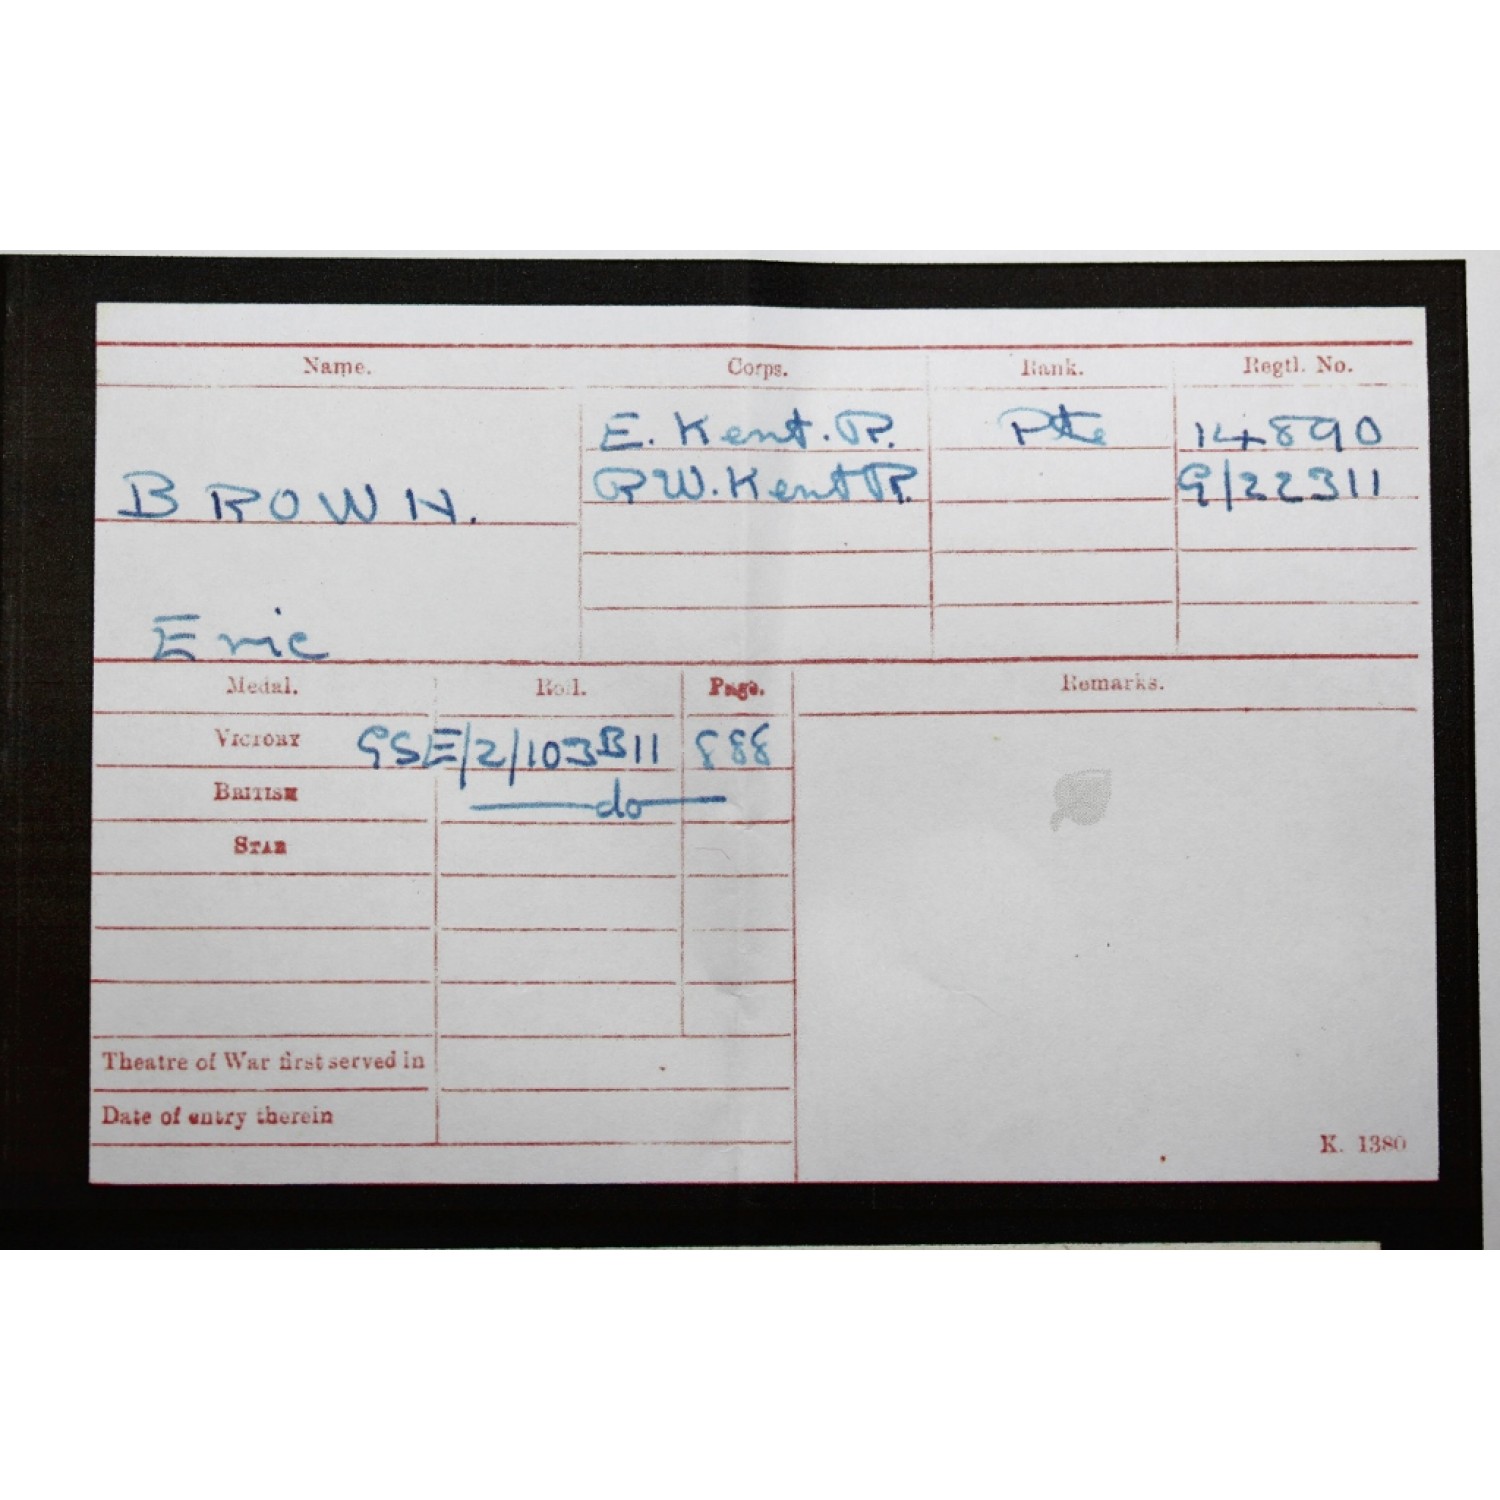 Name. Corps. Rank. Regtl. No.
E. Kent. R. Pte 14890
BROWN. R W. Kent R. G/22311
Eric
Medal. Roll. Page. Remarks.
VICTORY GSE/2/103B11 888
BRITISH —do—
STAR
Theatre of War first served in
Date of entry therein
K. 1380